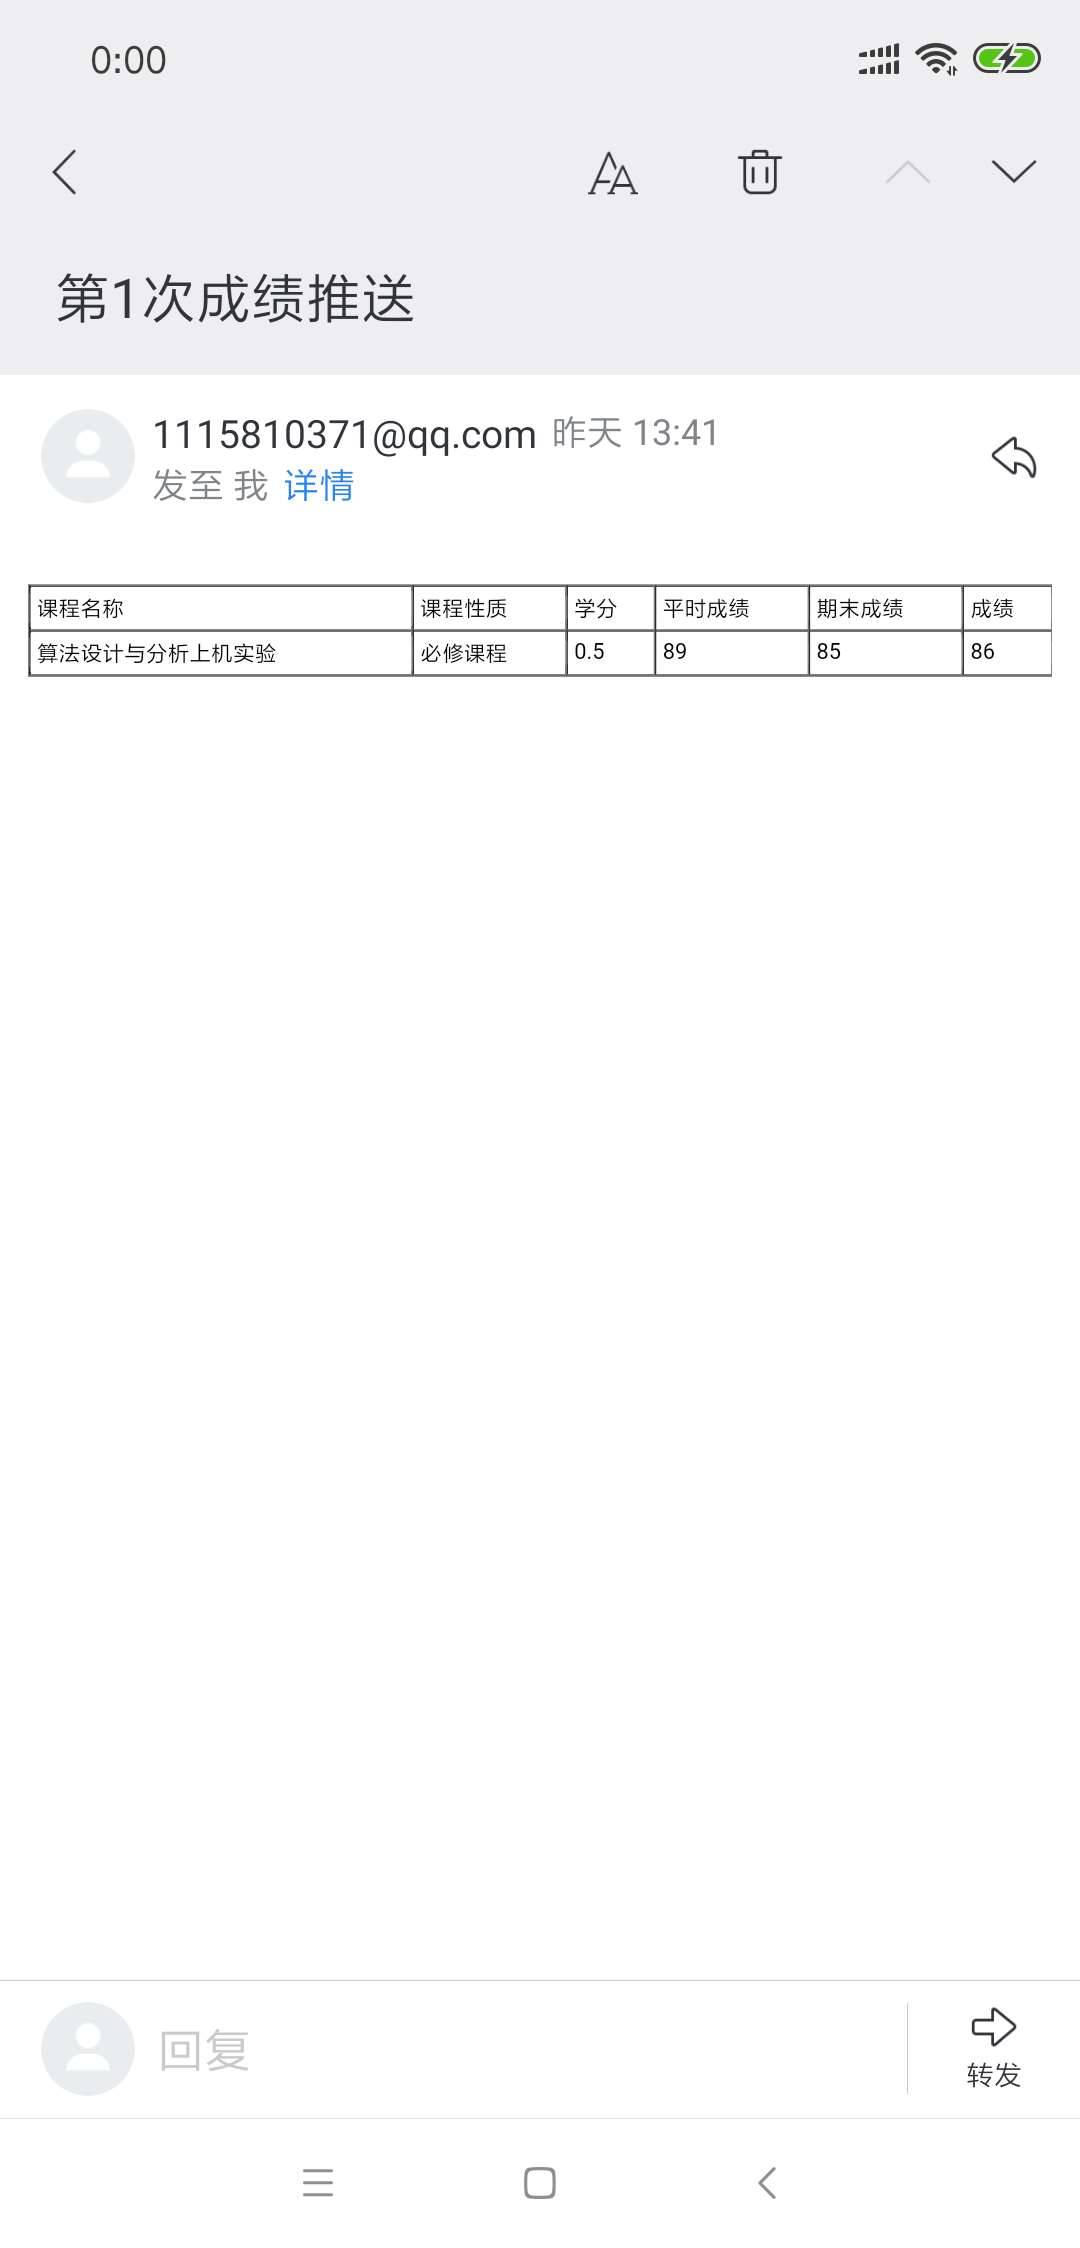 0:00
第1次成绩推送
1115810371@qq.com 昨天 13:41
发至 我 详情
课程名称 课程性质 学分 平时成绩 期末成绩 成绩
算法设计与分析上机实验 必修课程 0.5 89 85 86
回复
转发